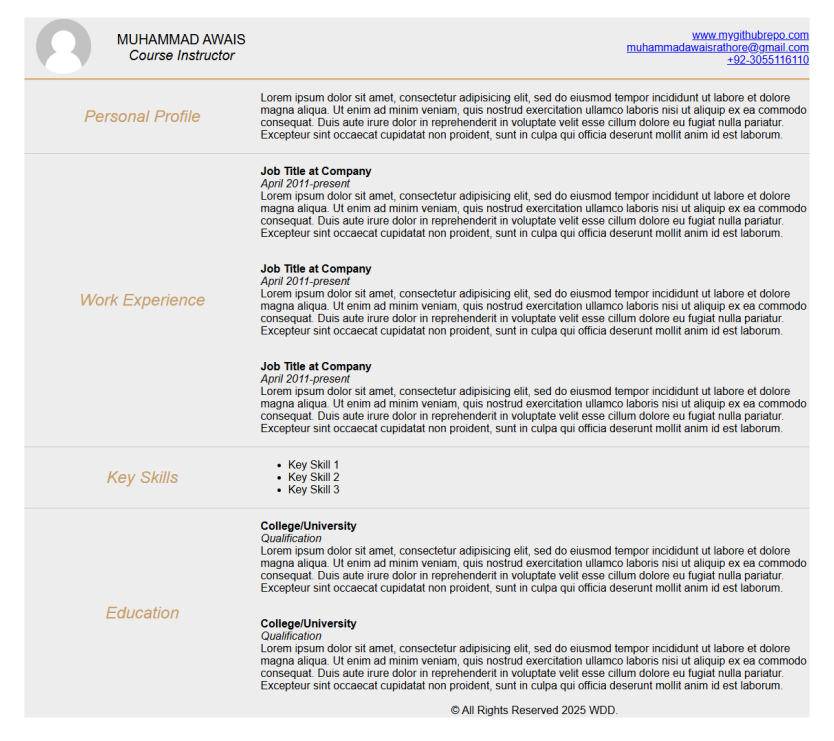 MUHAMMAD AWAIS
Course Instructor
www.mygithubrepo.com
muhammadawaisrathore@gmail.com
+92-3055116110
Personal Profile
Lorem ipsum dolor sit amet, consectetur adipisicing elit, sed do eiusmod tempor incididunt ut labore et dolore
magna aliqua. Ut enim ad minim veniam, quis nostrud exercitation ullamco laboris nisi ut aliquip ex ea commodo
consequat. Duis aute irure dolor in reprehenderit in voluptate velit esse cillum dolore eu fugiat nulla pariatur.
Excepteur sint occaecat cupidatat non proident, sunt in culpa qui officia deserunt mollit anim id est laborum.
Work Experience
Job Title at Company
April 2011-present
Lorem ipsum dolor sit amet, consectetur adipisicing elit, sed do eiusmod tempor incididunt ut labore et dolore
magna aliqua. Ut enim ad minim veniam, quis nostrud exercitation ullamco laboris nisi ut aliquip ex ea commodo
consequat. Duis aute irure dolor in reprehenderit in voluptate velit esse cillum dolore eu fugiat nulla pariatur.
Excepteur sint occaecat cupidatat non proident, sunt in culpa qui officia deserunt mollit anim id est laborum.
Job Title at Company
April 2011-present
Lorem ipsum dolor sit amet, consectetur adipisicing elit, sed do eiusmod tempor incididunt ut labore et dolore
magna aliqua. Ut enim ad minim veniam, quis nostrud exercitation ullamco laboris nisi ut aliquip ex ea commodo
consequat. Duis aute irure dolor in reprehenderit in voluptate velit esse cillum dolore eu fugiat nulla pariatur.
Excepteur sint occaecat cupidatat non proident, sunt in culpa qui officia deserunt mollit anim id est laborum.
Job Title at Company
April 2011-present
Lorem ipsum dolor sit amet, consectetur adipisicing elit, sed do eiusmod tempor incididunt ut labore et dolore
magna aliqua. Ut enim ad minim veniam, quis nostrud exercitation ullamco laboris nisi ut aliquip ex ea commodo
consequat. Duis aute irure dolor in reprehenderit in voluptate velit esse cillum dolore eu fugiat nulla pariatur.
Excepteur sint occaecat cupidatat non proident, sunt in culpa qui officia deserunt mollit anim id est laborum.
Key Skills
• Key Skill 1
• Key Skill 2
• Key Skill 3
Education
College/University
Qualification
Lorem ipsum dolor sit amet, consectetur adipisicing elit, sed do eiusmod tempor incididunt ut labore et dolore
magna aliqua. Ut enim ad minim veniam, quis nostrud exercitation ullamco laboris nisi ut aliquip ex ea commodo
consequat. Duis aute irure dolor in reprehenderit in voluptate velit esse cillum dolore eu fugiat nulla pariatur.
Excepteur sint occaecat cupidatat non proident, sunt in culpa qui officia deserunt mollit anim id est laborum.
College/University
Qualification
Lorem ipsum dolor sit amet, consectetur adipisicing elit, sed do eiusmod tempor incididunt ut labore et dolore
magna aliqua. Ut enim ad minim veniam, quis nostrud exercitation ullamco laboris nisi ut aliquip ex ea commodo
consequat. Duis aute irure dolor in reprehenderit in voluptate velit esse cillum dolore eu fugiat nulla pariatur.
Excepteur sint occaecat cupidatat non proident, sunt in culpa qui officia deserunt mollit anim id est laborum.
© All Rights Reserved 2025 WDD.